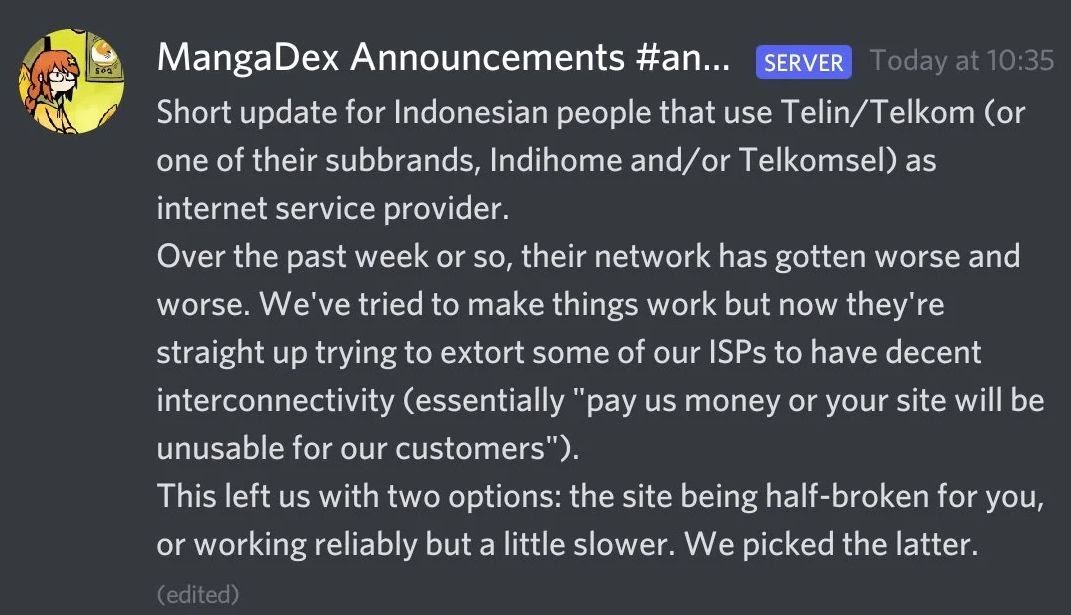 MangaDex Announcements #an... SERVER Today at 10:35
Short update for Indonesian people that use Telin/Telkom (or
one of their subbrands, Indihome and/or Telkomsel) as
internet service provider.
Over the past week or so, their network has gotten worse and
worse. We've tried to make things work but now they're
straight up trying to extort some of our ISPs to have decent
interconnectivity (essentially "pay us money or your site will be
unusable for our customers").
This left us with two options: the site being half-broken for you,
or working reliably but a little slower. We picked the latter.
(edited)